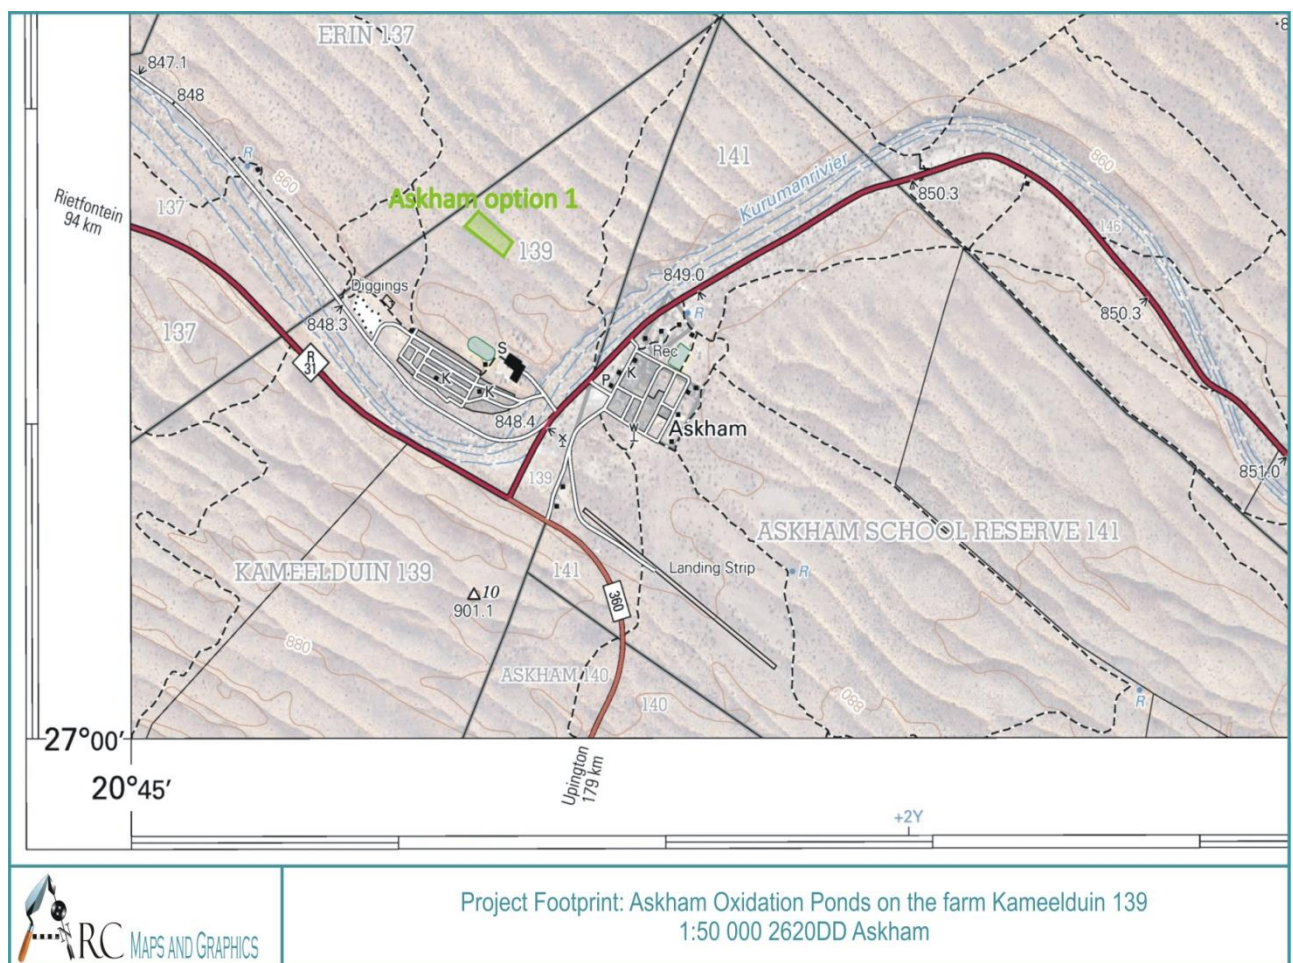 ERIN 137
847.1
848
R
860
141
Kurumanrivier
860
850.3
Rietfontein
94 km
137
Askham option 1
139
146
849.0
R
Diggings
848.3
137
850.3
R
31
S
Rec
K
K
P
K
848.4
W
Askham
851.0
139
ASKHAM SCHOOL RESERVE 141
KAMEELDUIN 139
141
Landing Strip
R
10
901.1
360
880
ASKHAM 140
140
880
R
27°00'
20°45'
Upington
179 km
+2Y
ARC MAPS AND GRAPHICS
Project Footprint: Askham Oxidation Ponds on the farm Kameelduin 139
1:50 000 2620DD Askham